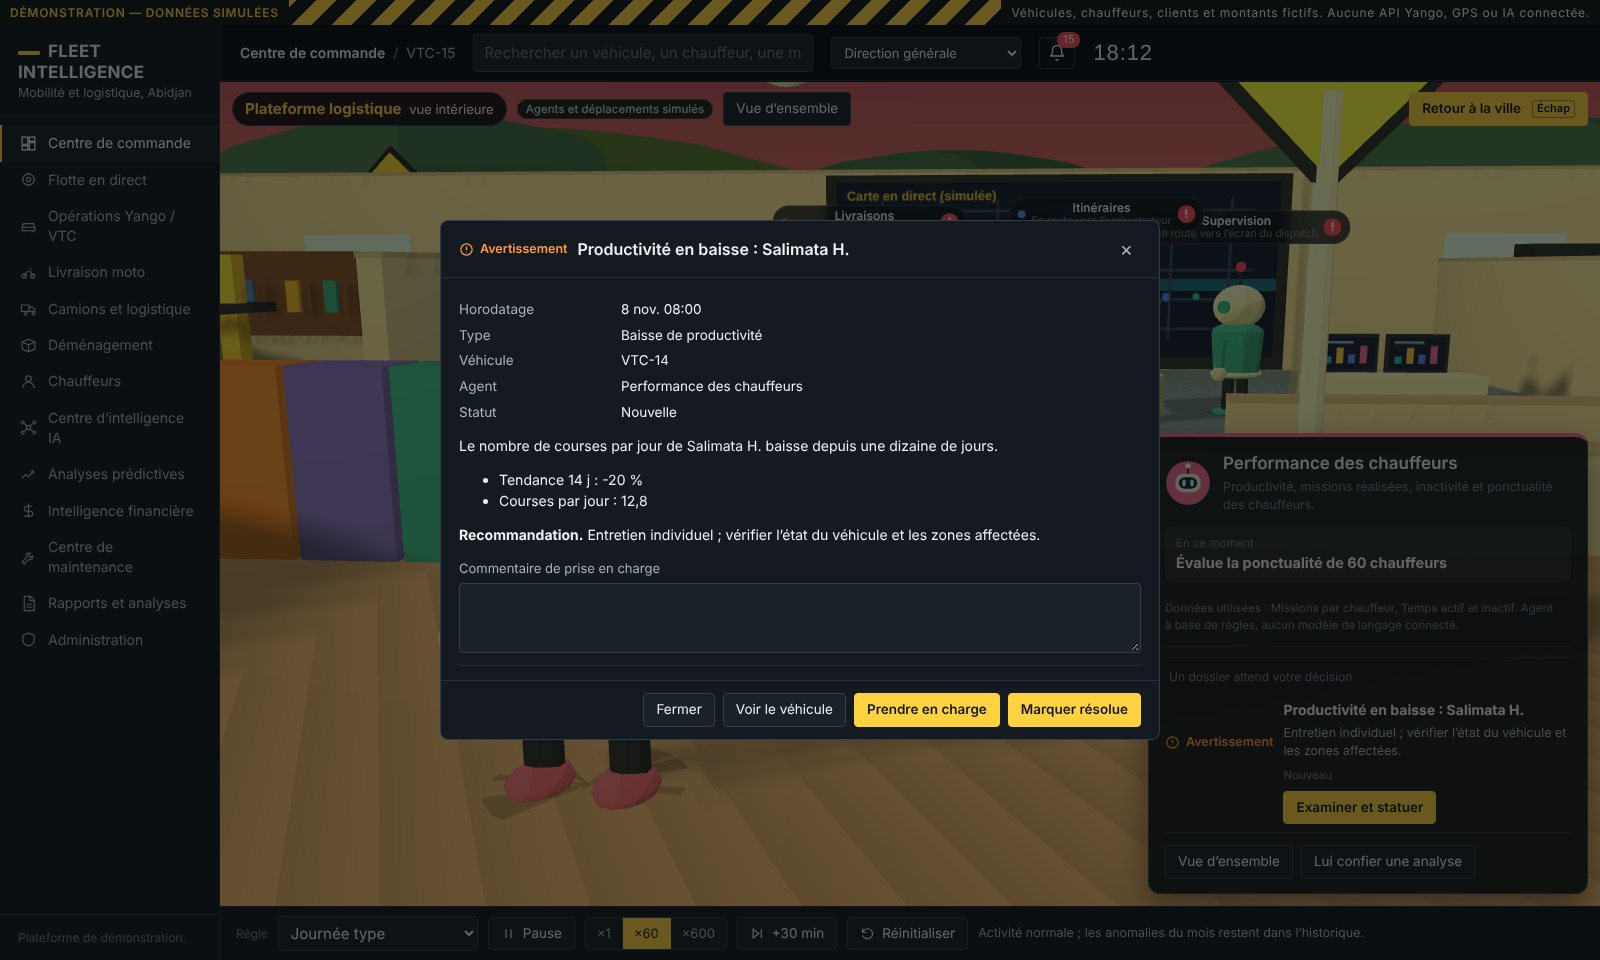 DÉMONSTRATION — DONNÉES SIMULÉES
Véhicules, chauffeurs, clients et montants fictifs. Aucune API Yango, GPS ou IA connectée.
FLEET
INTELLIGENCE
Mobilité et logistique, Abidjan
Centre de commande / VTC-15
Rechercher un véhicule, un chauffeur, une m
Direction générale
15
18:12
Centre de commande
Flotte en direct
Opérations Yango /
VTC
Livraison moto
Camions et logistique
Déménagement
Chauffeurs
Centre d’intelligence
IA
Analyses prédictives
Intelligence financière
Centre de
maintenance
Rapports et analyses
Administration
Plateforme de démonstration.
Plateforme logistique vue intérieure
Agents et déplacements simulés
Vue d’ensemble
Retour à la ville Échap
Carte en direct (simulée)
Livraisons
Itinéraires
En route vers l’orchestrateur
Supervision
n route vers l’écran du dispatch
Avertissement Productivité en baisse : Salimata H.
Horodatage 8 nov. 08:00
Type Baisse de productivité
Véhicule VTC-14
Agent Performance des chauffeurs
Statut Nouvelle
Le nombre de courses par jour de Salimata H. baisse depuis une dizaine de jours.
Tendance 14 j : -20 %
Courses par jour : 12,8
Recommandation. Entretien individuel ; vérifier l’état du véhicule et les zones affectées.
Commentaire de prise en charge
Fermer
Voir le véhicule
Prendre en charge
Marquer résolue
Performance des chauffeurs
Productivité, missions réalisées, inactivité et ponctualité
des chauffeurs.
En ce moment
Évalue la ponctualité de 60 chauffeurs
Données utilisées : Missions par chauffeur, Temps actif et inactif. Agent
à base de règles, aucun modèle de langage connecté.
Un dossier attend votre décision
Avertissement
Productivité en baisse : Salimata H.
Entretien individuel ; vérifier l’état du véhicule et
les zones affectées.
Nouveau
Examiner et statuer
Vue d’ensemble
Lui confier une analyse
Régie
Journée type
Pause
×1
×60
×600
+30 min
Réinitialiser
Activité normale ; les anomalies du mois restent dans l’historique.